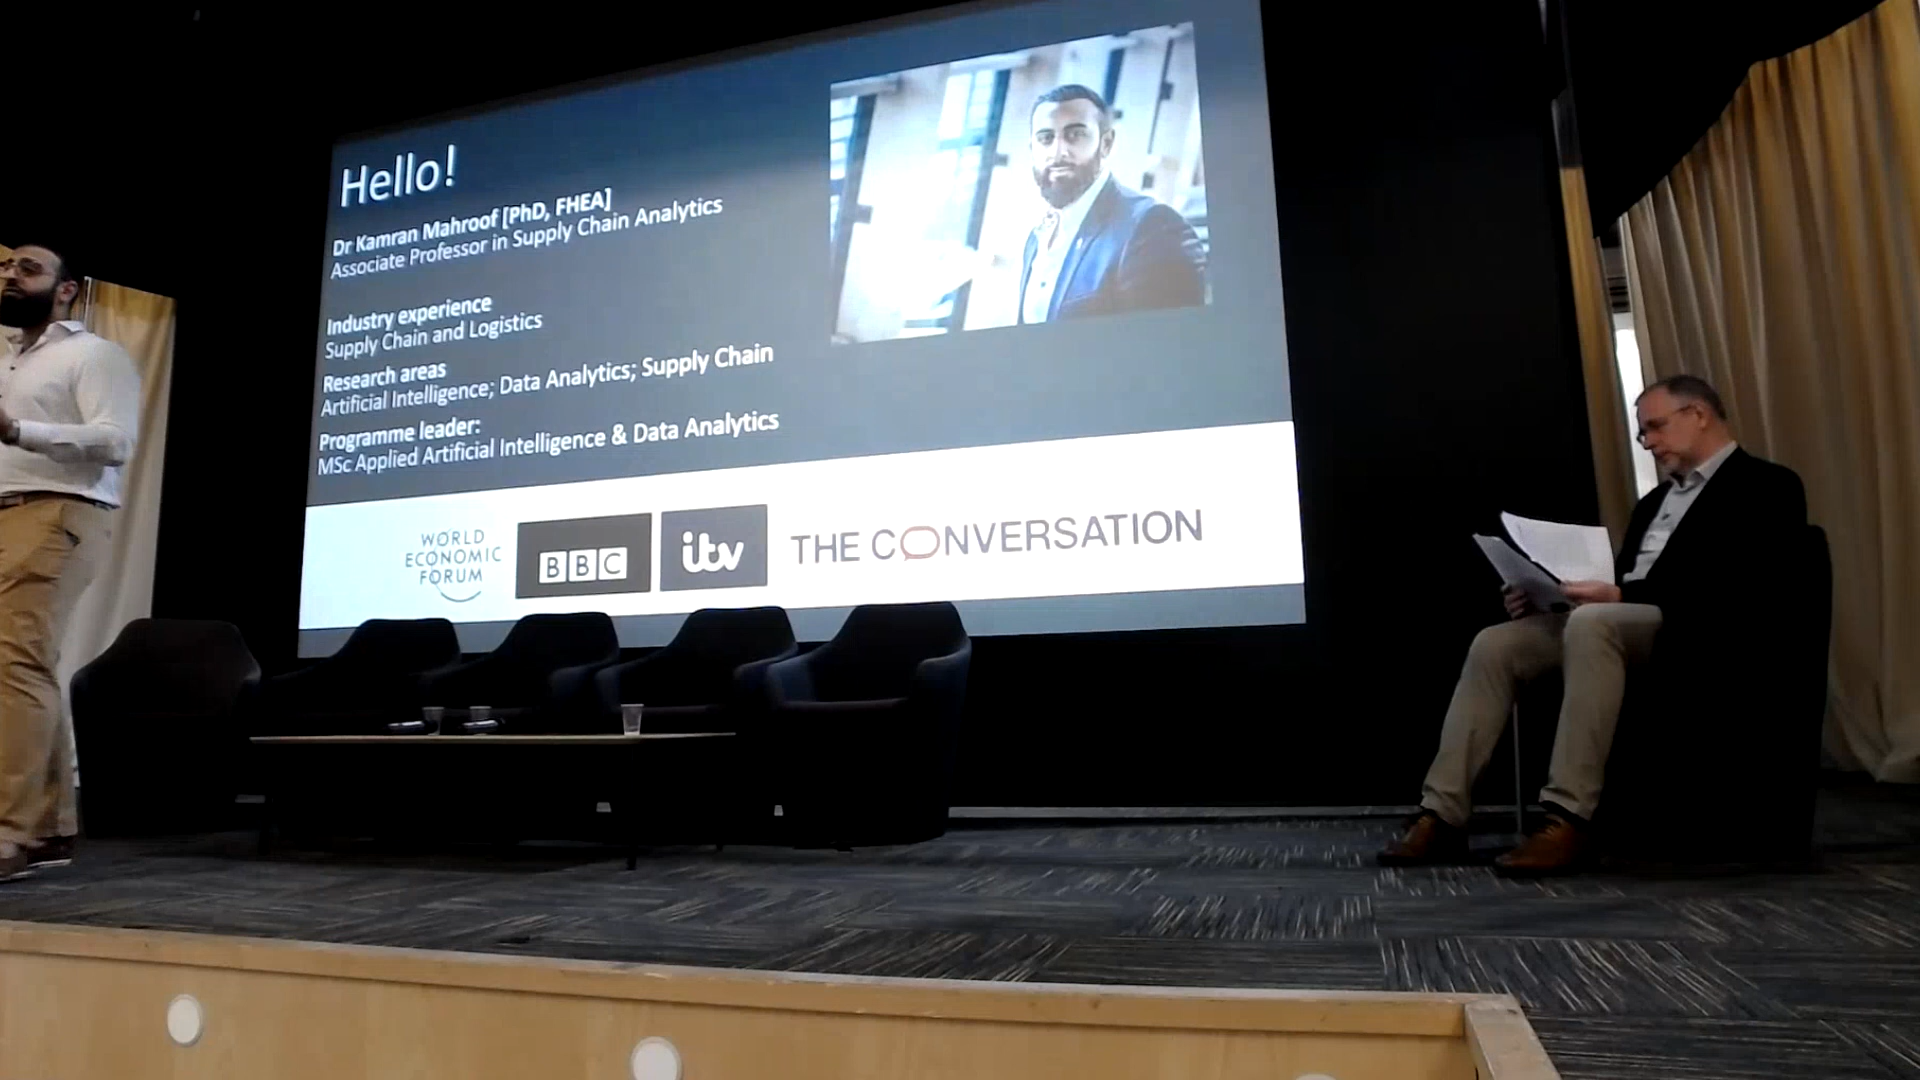 Hello!
Dr Kamran Mahroof [PhD, FHEA]
Associate Professor in Supply Chain Analytics
Industry experience
Supply Chain and Logistics
Research areas
Artificial Intelligence; Data Analytics; Supply Chain
Programme leader:
MSc Applied Artificial Intelligence & Data Analytics
WORLD
ECONOMIC
FORUM
BBC
itv
THE CONVERSATION